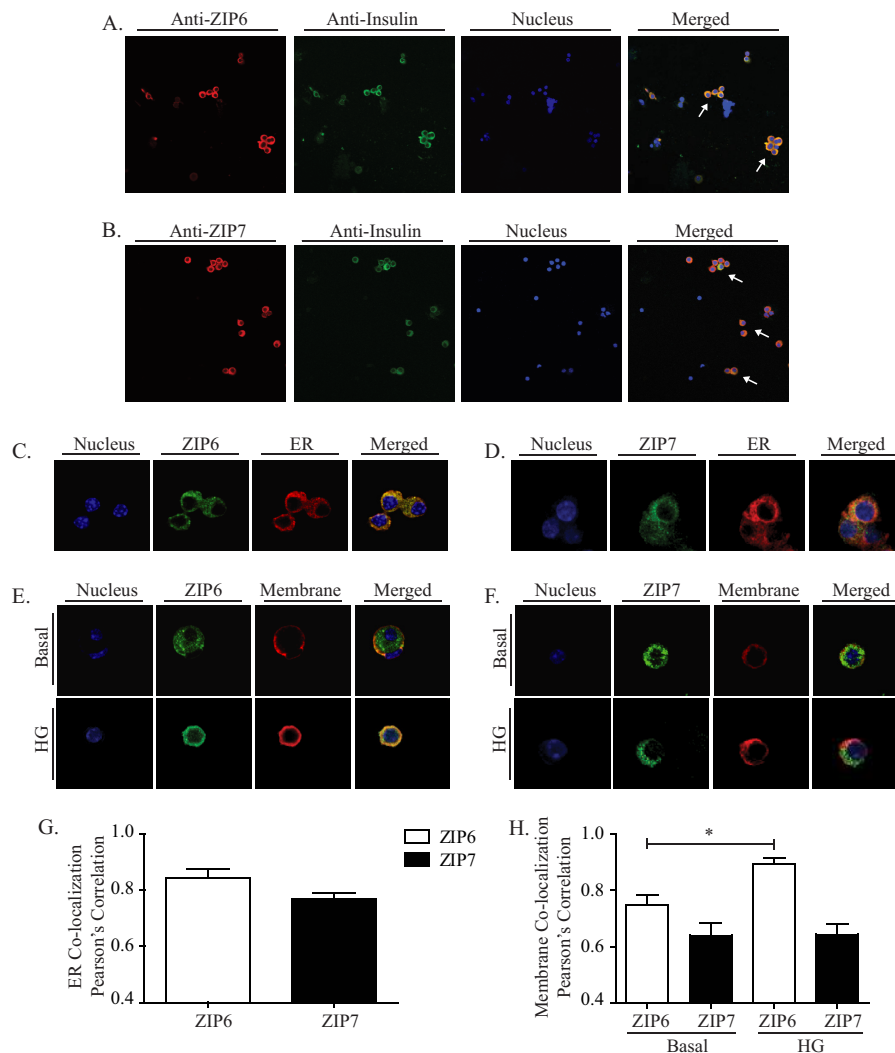 A.
Anti-ZIP6 Anti-Insulin Nucleus Merged
B.
Anti-ZIP7 Anti-Insulin Nucleus Merged
C.
Nucleus ZIP6 ER Merged
D.
Nucleus ZIP7 ER Merged
E.
Nucleus ZIP6 Membrane Merged
Basal
HG
F.
Nucleus ZIP7 Membrane Merged
Basal
HG
G.
ER Co-localization
Pearson's Correlation
1.0
0.8
0.6
0.4
ZIP6 ZIP7
ZIP6
ZIP7
H.
Membrane Co-localization
Pearson's Correlation
1.0
0.8
0.6
0.4
*
ZIP6 ZIP7 ZIP6 ZIP7
Basal HG